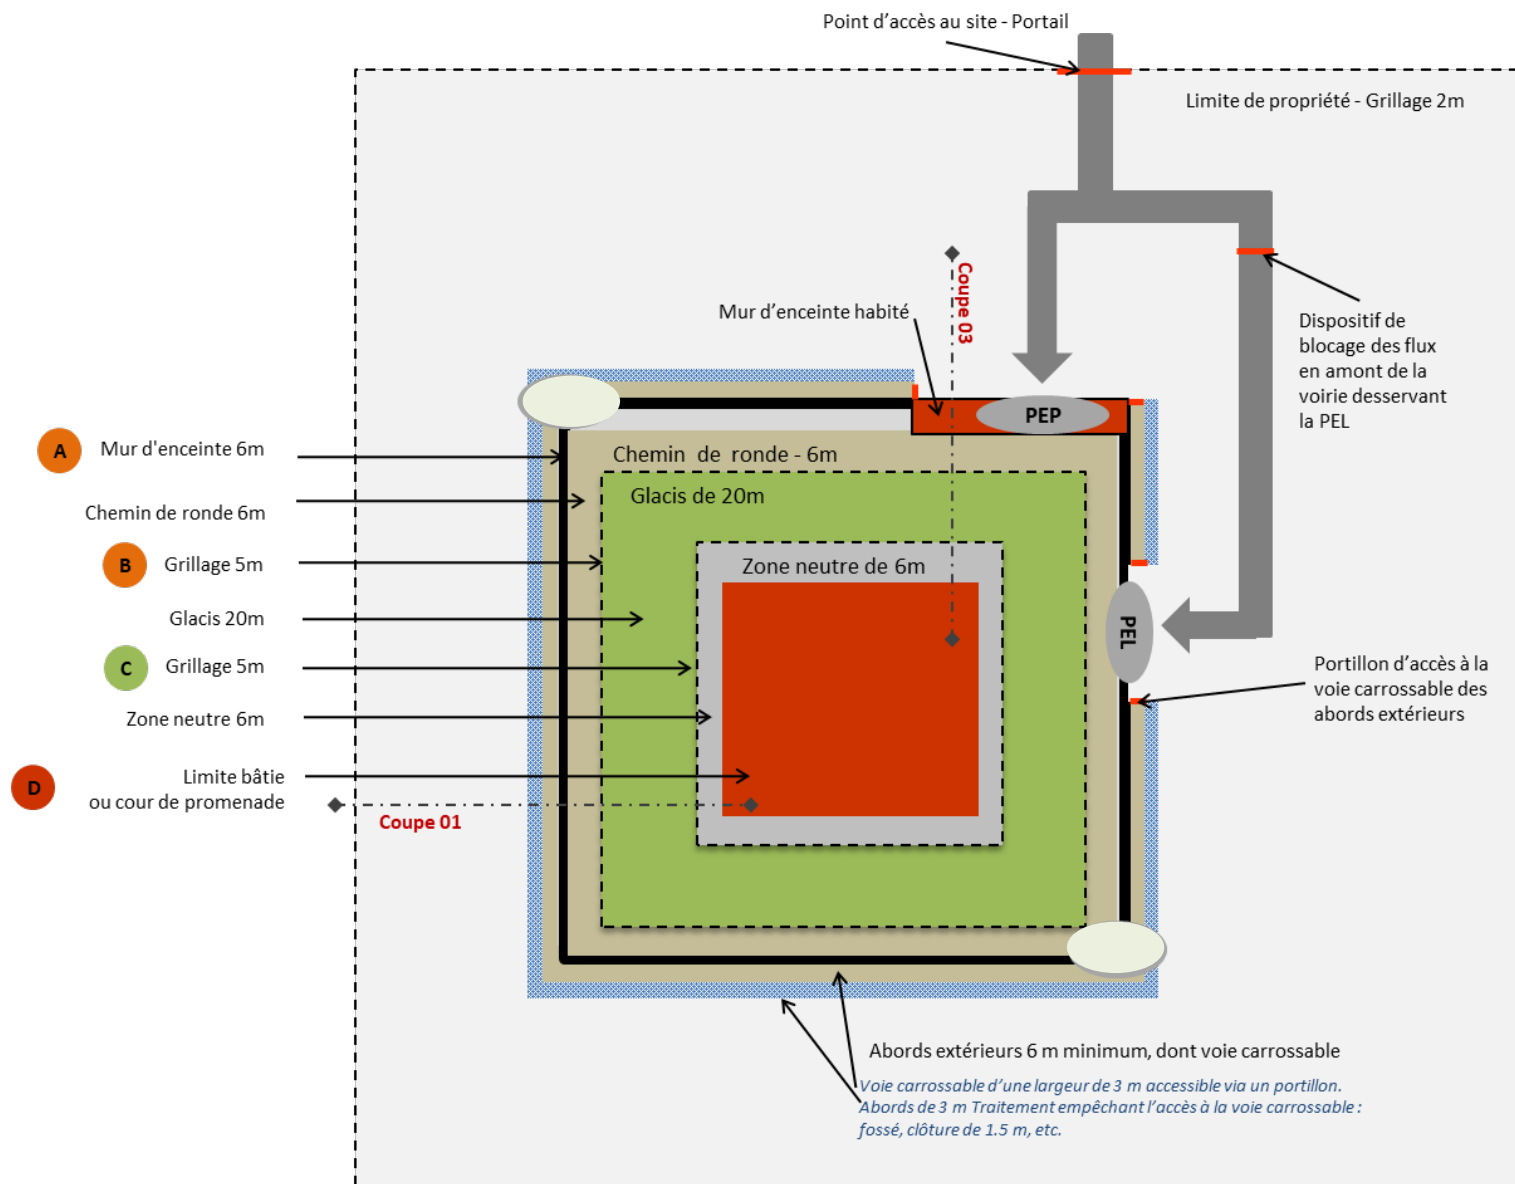 Point d'accès au site - Portail
Limite de propriété - Grillage 2m
Coupe 03
Mur d'enceinte habité
Dispositif de
blocage des flux
en amont de la
voirie desservant
la PEL
PEP
A
Mur d'enceinte 6m
Chemin de ronde - 6m
Glacis de 20m
Chemin de ronde 6m
B
Grillage 5m
Zone neutre de 6m
Glacis 20m
PEL
C
Grillage 5m
Portillon d'accès à la
voie carrossable des
abords extérieurs
Zone neutre 6m
D
Limite bâtie
ou cour de promenade
Coupe 01
Abords extérieurs 6 m minimum, dont voie carrossable
Voie carrossable d'une largeur de 3 m accessible via un portillon.
Abords de 3 m Traitement empêchant l'accès à la voie carrossable :
fossé, clôture de 1.5 m, etc.